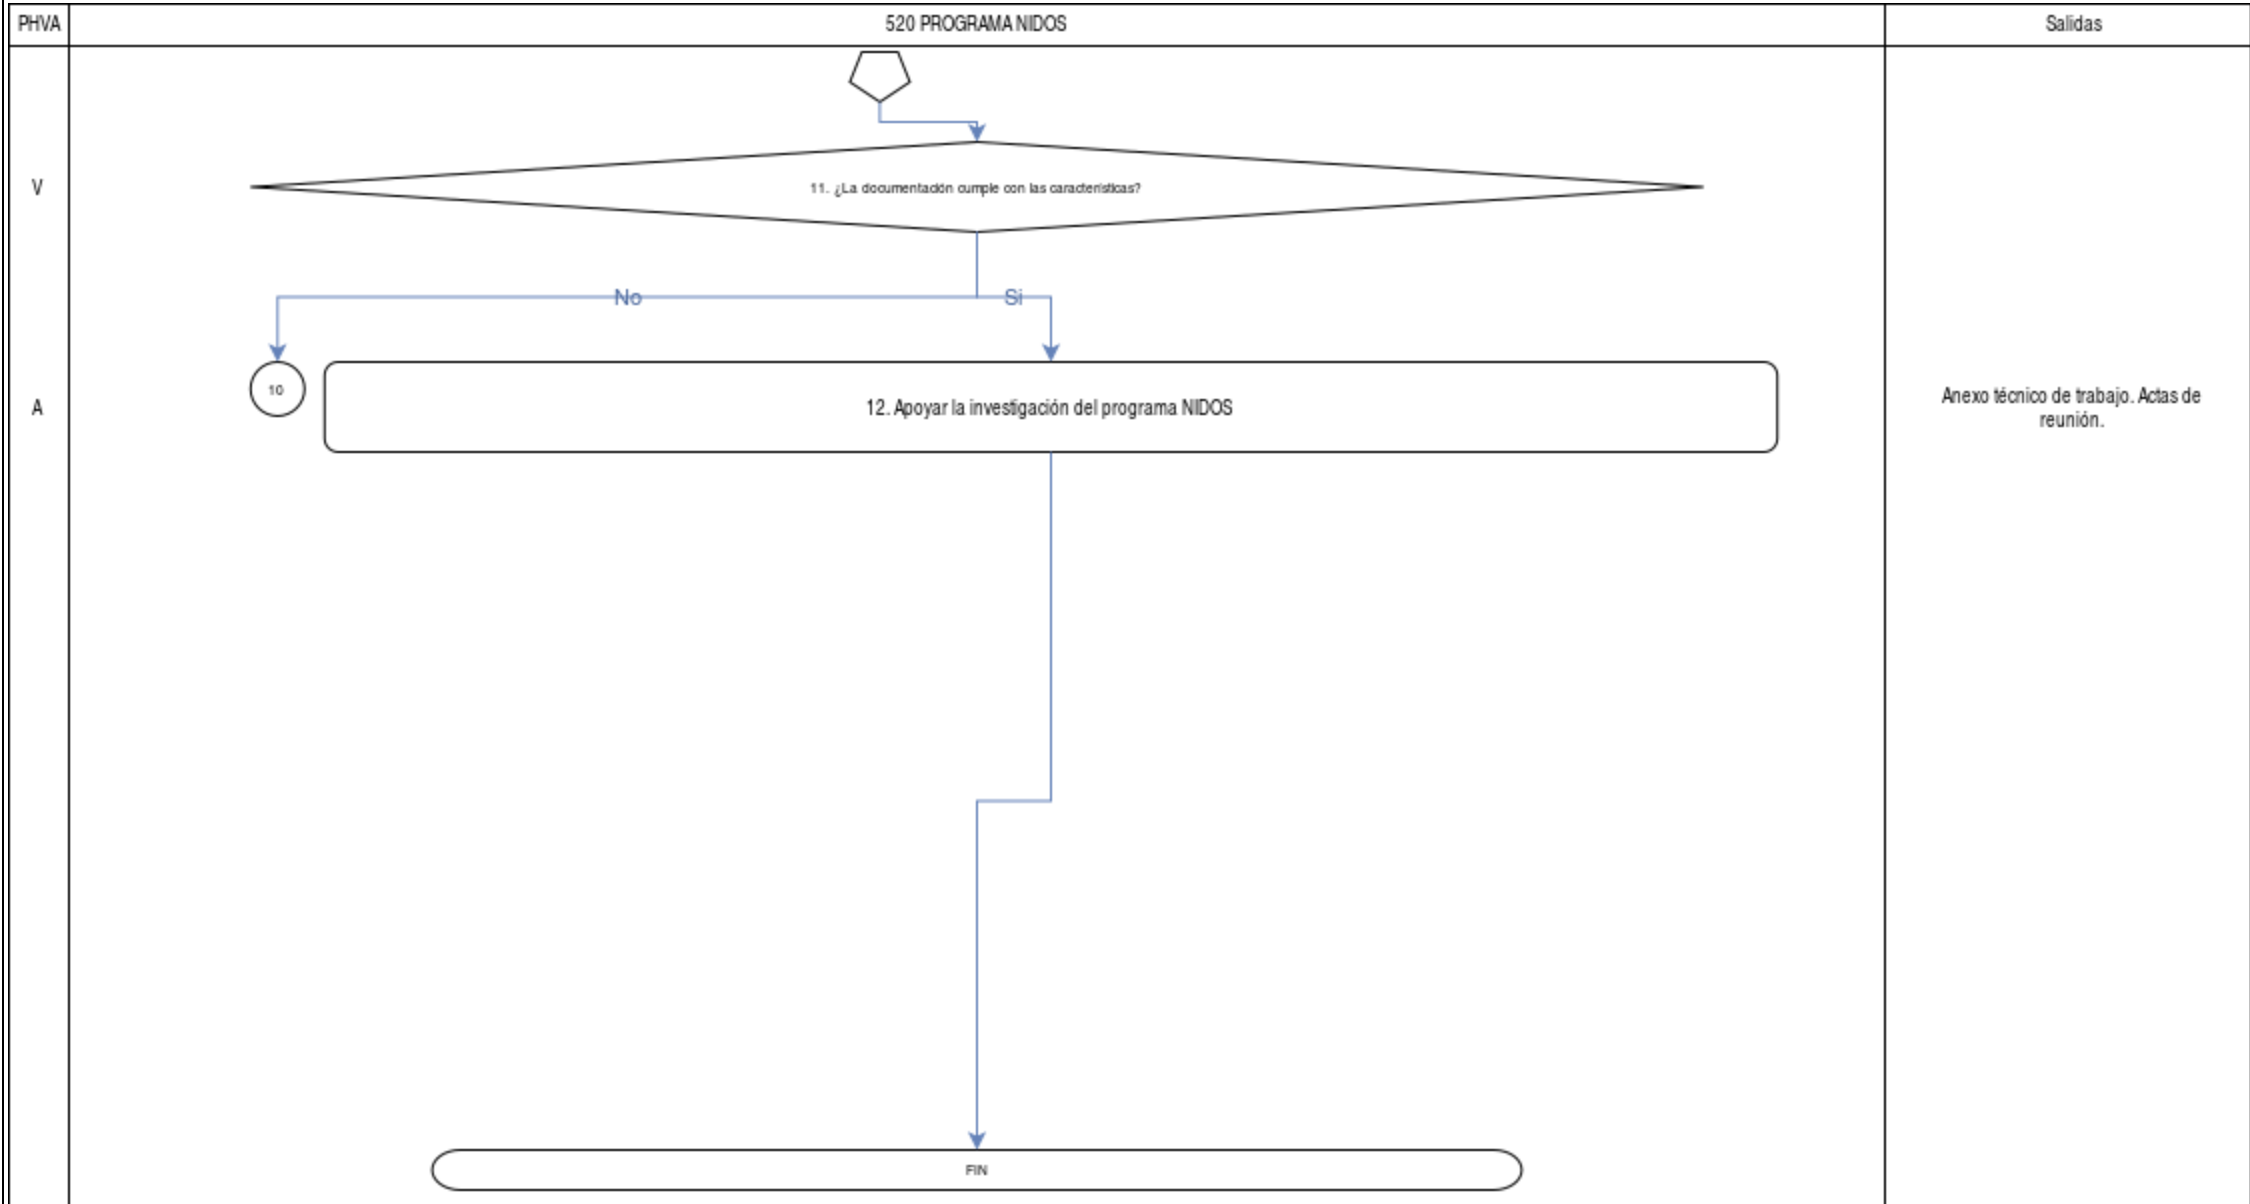 PHVA
520 PROGRAMA NIDOS
Salidas
V
11. ¿La documentación cumple con las características?
No
Si
10
A
12. Apoyar la investigación del programa NIDOS
Anexo técnico de trabajo. Actas de
reunión.
FIN